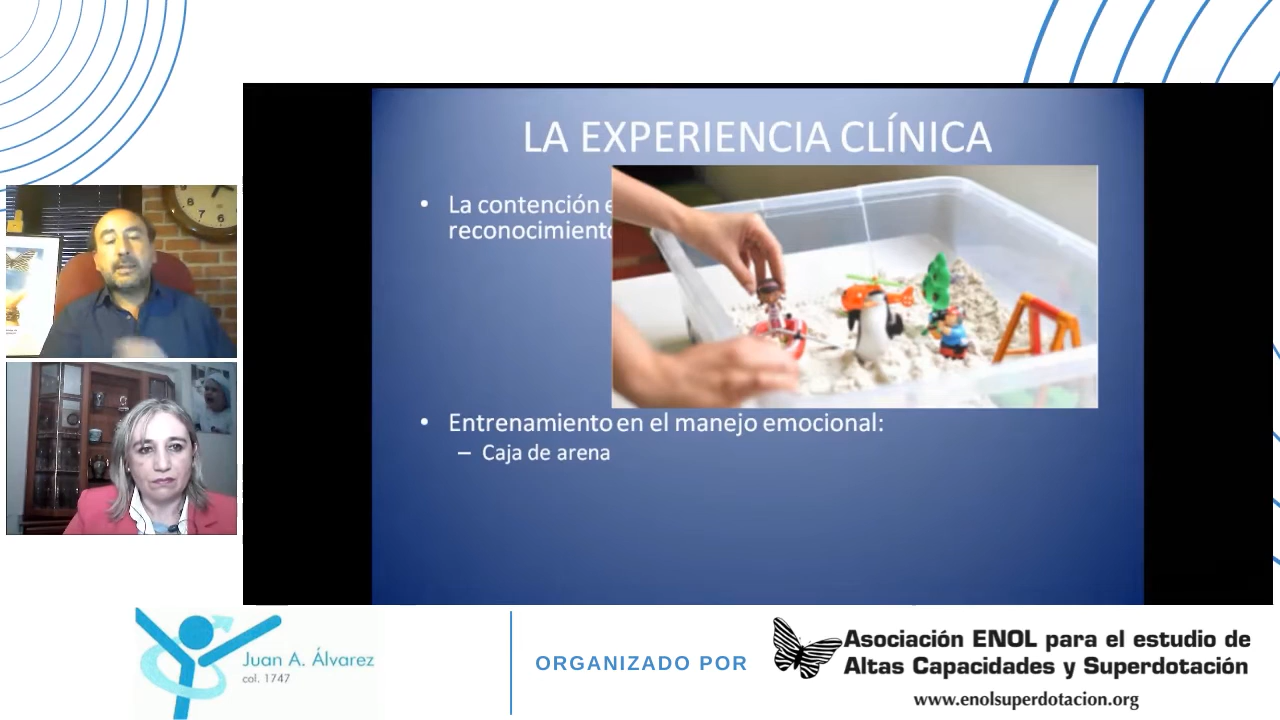 LA EXPERIENCIA CLÍNICA
• La contención
reconocimiento
• Entrenamiento en el manejo emocional:
– Caja de arena
Juan A. Álvarez
col. 1747
ORGANIZADO POR
Asociación ENOL para el estudio de
Altas Capacidades y Superdotación
www.enolsuperdotacion.org